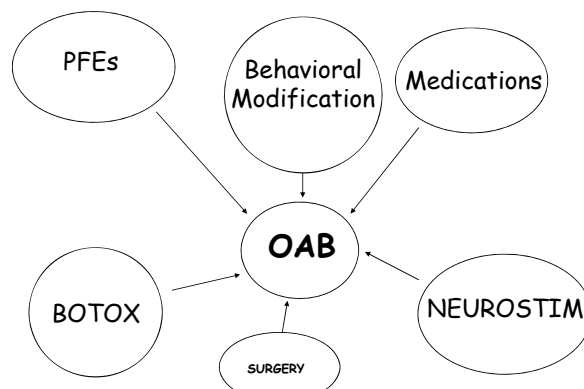 PFEs
Behavioral
Modification
Medications
OAB
BOTOX
NEUROSTIM
SURGERY